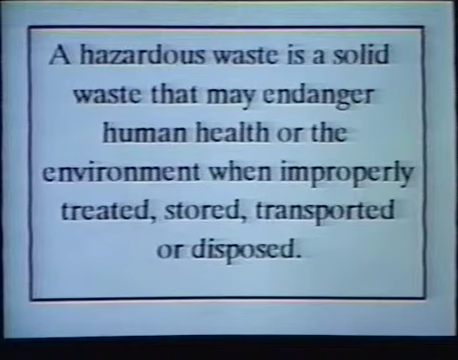 A hazardous waste is a solid
waste that may endanger
human health or the
environment when improperly
treated, stored, transported
or disposed.